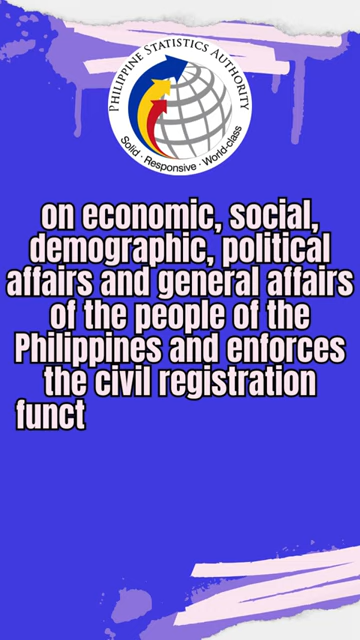 PHILIPPINE STATISTICS AUTHORITY
Solid · Responsive · World-class
on economic, social,
demographic, political
affairs and general affairs
of the people of the
Philippines and enforces
the civil registration
funct